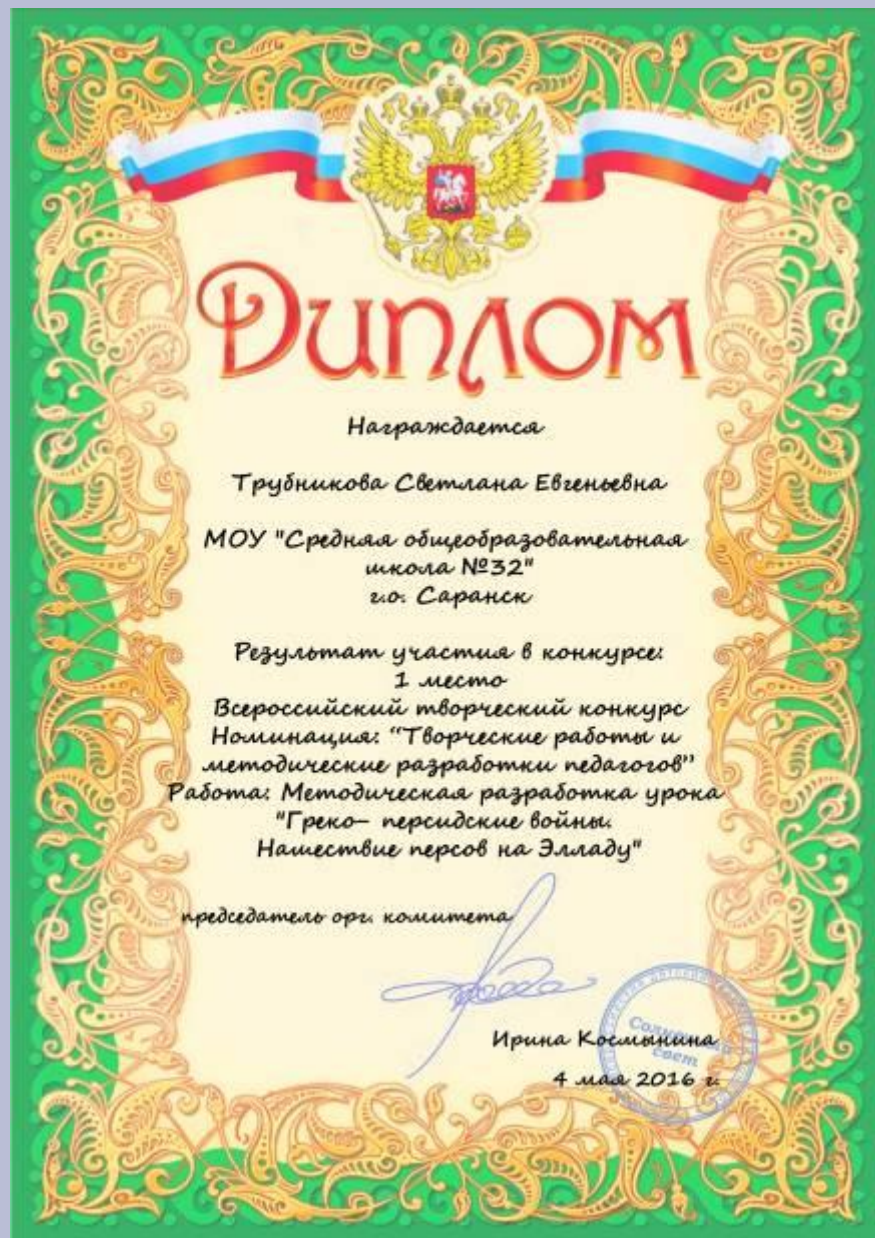 Диплом
Награждается
Трубникова Светлана Евгеньевна
МОУ "Средняя общеобразовательная
школа №32"
г.о. Саранск
Результат участия в конкурсе:
1 место
Всероссийский творческий конкурс
Номинация: “Творческие работы и
методические разработки педагогов”
Работа: Методическая разработка урока
"Греко– персидские войны.
Нашествие персов на Элладу"
председатель орг. комитета
Ирина Космынина
Солнечный
свет
4 мая 2016 г.